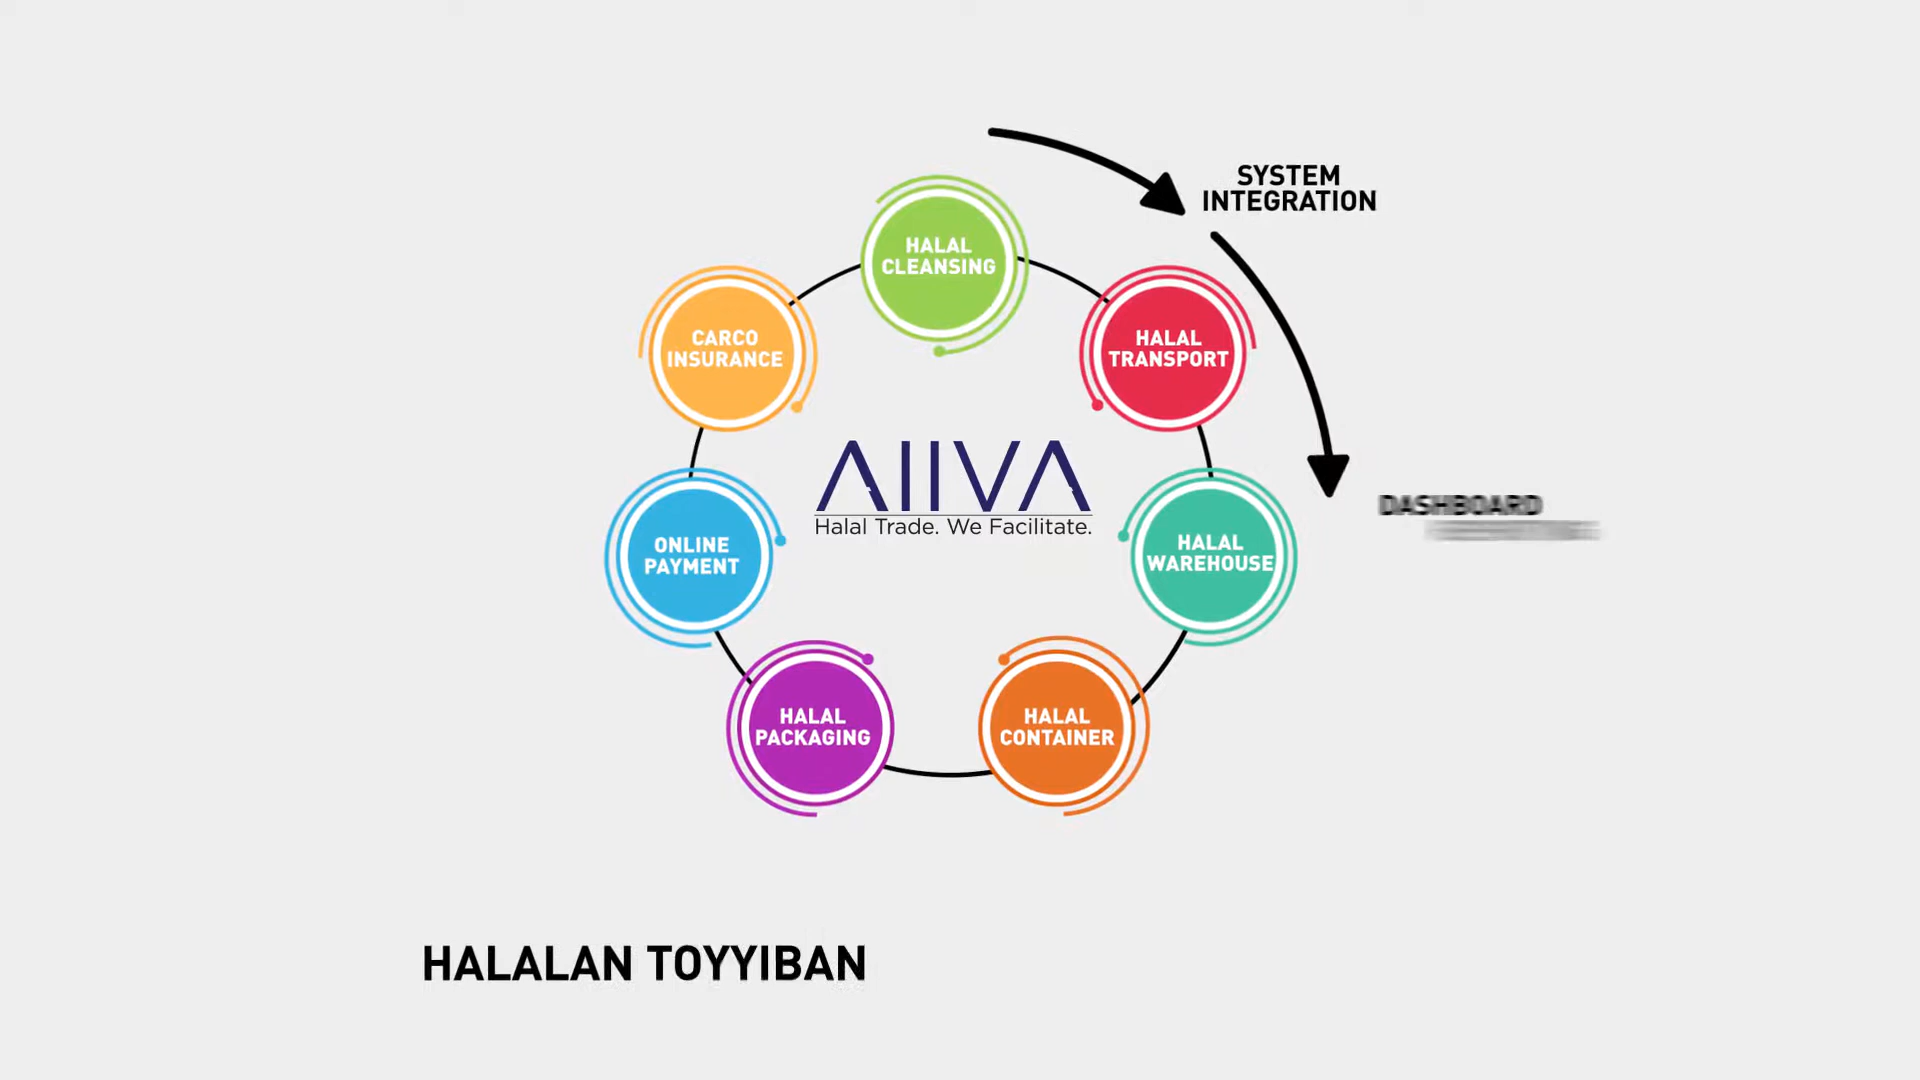 SYSTEM
INTEGRATION
HALAL
CLEANSING
CARCO
INSURANCE
HALAL
TRANSPORT
AIIVA
Halal Trade. We Facilitate.
DASHBOARD
ONLINE
PAYMENT
HALAL
WAREHOUSE
HALAL
PACKAGING
HALAL
CONTAINER
HALALAN TOYYIBAN